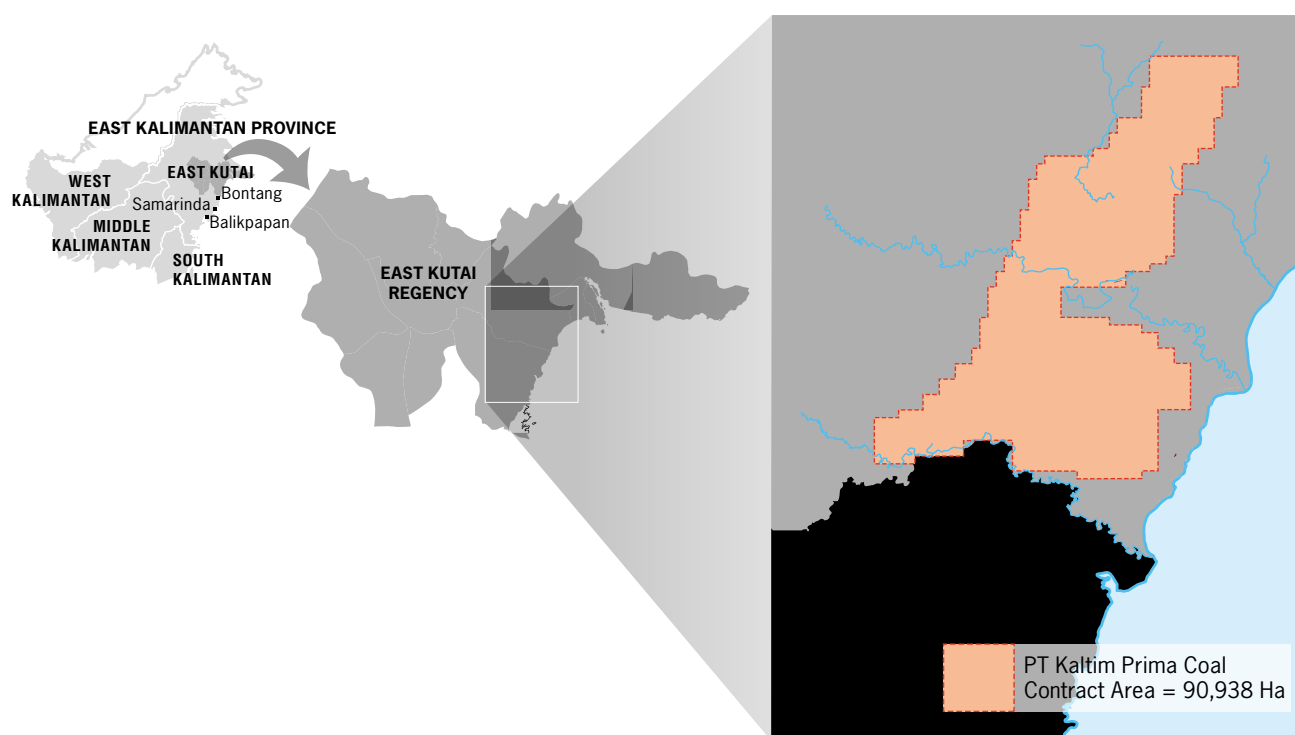 EAST KALIMANTAN PROVINCE
EAST KUTAI
WEST
KALIMANTAN
Bontang
Samarinda
Balikpapan
MIDDLE
KALIMANTAN
SOUTH
KALIMANTAN
EAST KUTAI
REGENCY
PT Kaltim Prima Coal
Contract Area = 90,938 Ha